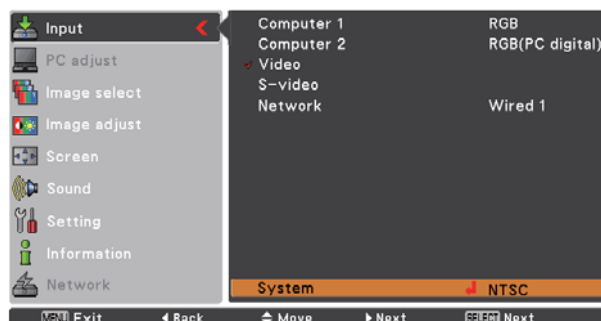 Input
PC adjust
Image select
Image adjust
Screen
Sound
Setting
Information
Network
Computer 1 RGB
Computer 2 RGB(PC digital)
Video
S-video
Network Wired 1
System NTSC
MENU Exit Back Move Next SELECT Next